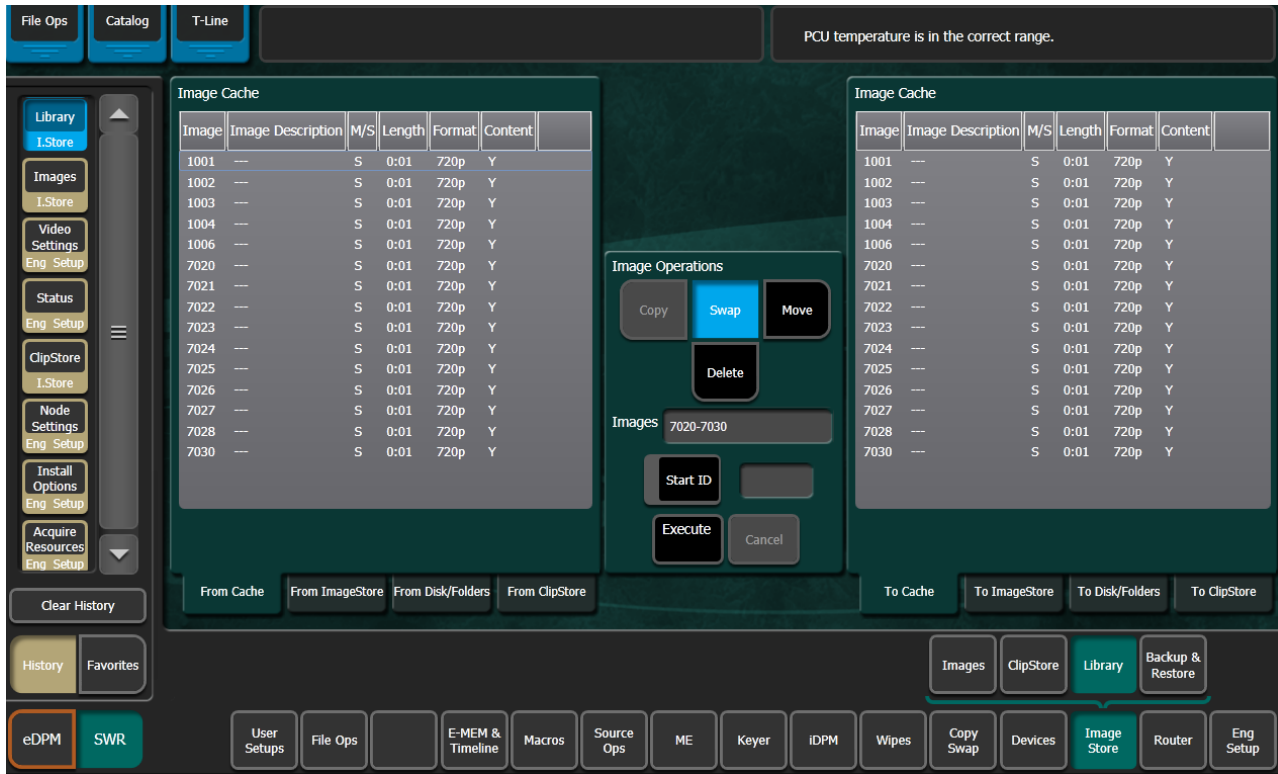 File Ops
Catalog
T-Line
PCU temperature is in the correct range.
Library
I.Store
Images
I.Store
Video
Settings
Eng Setup
Status
Eng Setup
ClipStore
I.Store
Node
Settings
Eng Setup
Install
Options
Eng Setup
Acquire
Resources
Eng Setup
Clear History
History
Favorites
eDPM
SWR
Image Cache
Image Image Description M/S Length Format Content
1001 --- S 0:01 720p Y
1002 --- S 0:01 720p Y
1003 --- S 0:01 720p Y
1004 --- S 0:01 720p Y
1006 --- S 0:01 720p Y
7020 --- S 0:01 720p Y
7021 --- S 0:01 720p Y
7022 --- S 0:01 720p Y
7023 --- S 0:01 720p Y
7024 --- S 0:01 720p Y
7025 --- S 0:01 720p Y
7026 --- S 0:01 720p Y
7027 --- S 0:01 720p Y
7028 --- S 0:01 720p Y
7030 --- S 0:01 720p Y
From Cache
From ImageStore
From Disk/Folders
From ClipStore
Image Operations
Copy
Swap
Move
Delete
Images 7020-7030
Start ID
Execute
Cancel
Image Cache
Image Image Description M/S Length Format Content
1001 --- S 0:01 720p Y
1002 --- S 0:01 720p Y
1003 --- S 0:01 720p Y
1004 --- S 0:01 720p Y
1006 --- S 0:01 720p Y
7020 --- S 0:01 720p Y
7021 --- S 0:01 720p Y
7022 --- S 0:01 720p Y
7023 --- S 0:01 720p Y
7024 --- S 0:01 720p Y
7025 --- S 0:01 720p Y
7026 --- S 0:01 720p Y
7027 --- S 0:01 720p Y
7028 --- S 0:01 720p Y
7030 --- S 0:01 720p Y
To Cache
To ImageStore
To Disk/Folders
To ClipStore
Images
ClipStore
Library
Backup &
Restore
User
Setups
File Ops
E-MEM &
Timeline
Macros
Source
Ops
ME
Keyer
iDPM
Wipes
Copy
Swap
Devices
Image
Store
Router
Eng
Setup